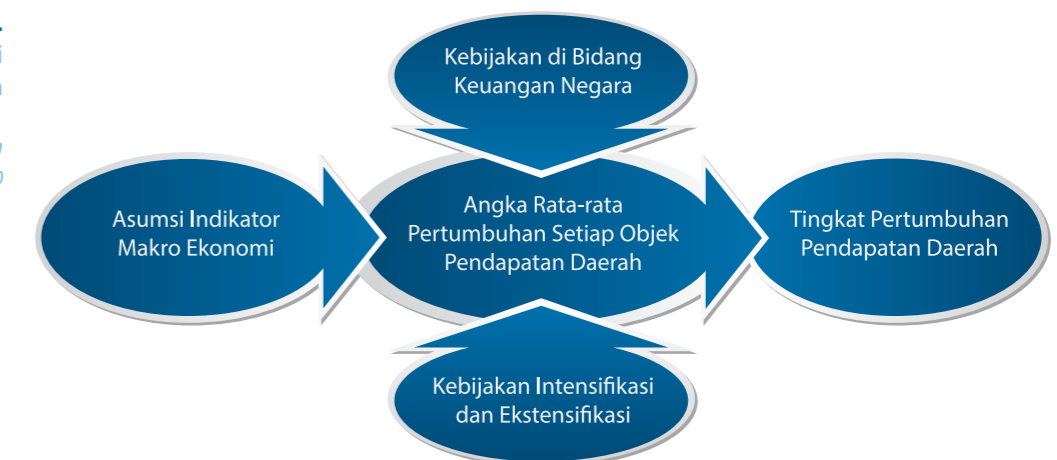 Kebijakan di Bidang
Keuangan Negara
Asumsi Indikator
Makro Ekonomi
Angka Rata-rata
Pertumbuhan Setiap Objek
Pendapatan Daerah
Tingkat Pertumbuhan
Pendapatan Daerah
Kebijakan Intensifikasi
dan Ekstensifikasi